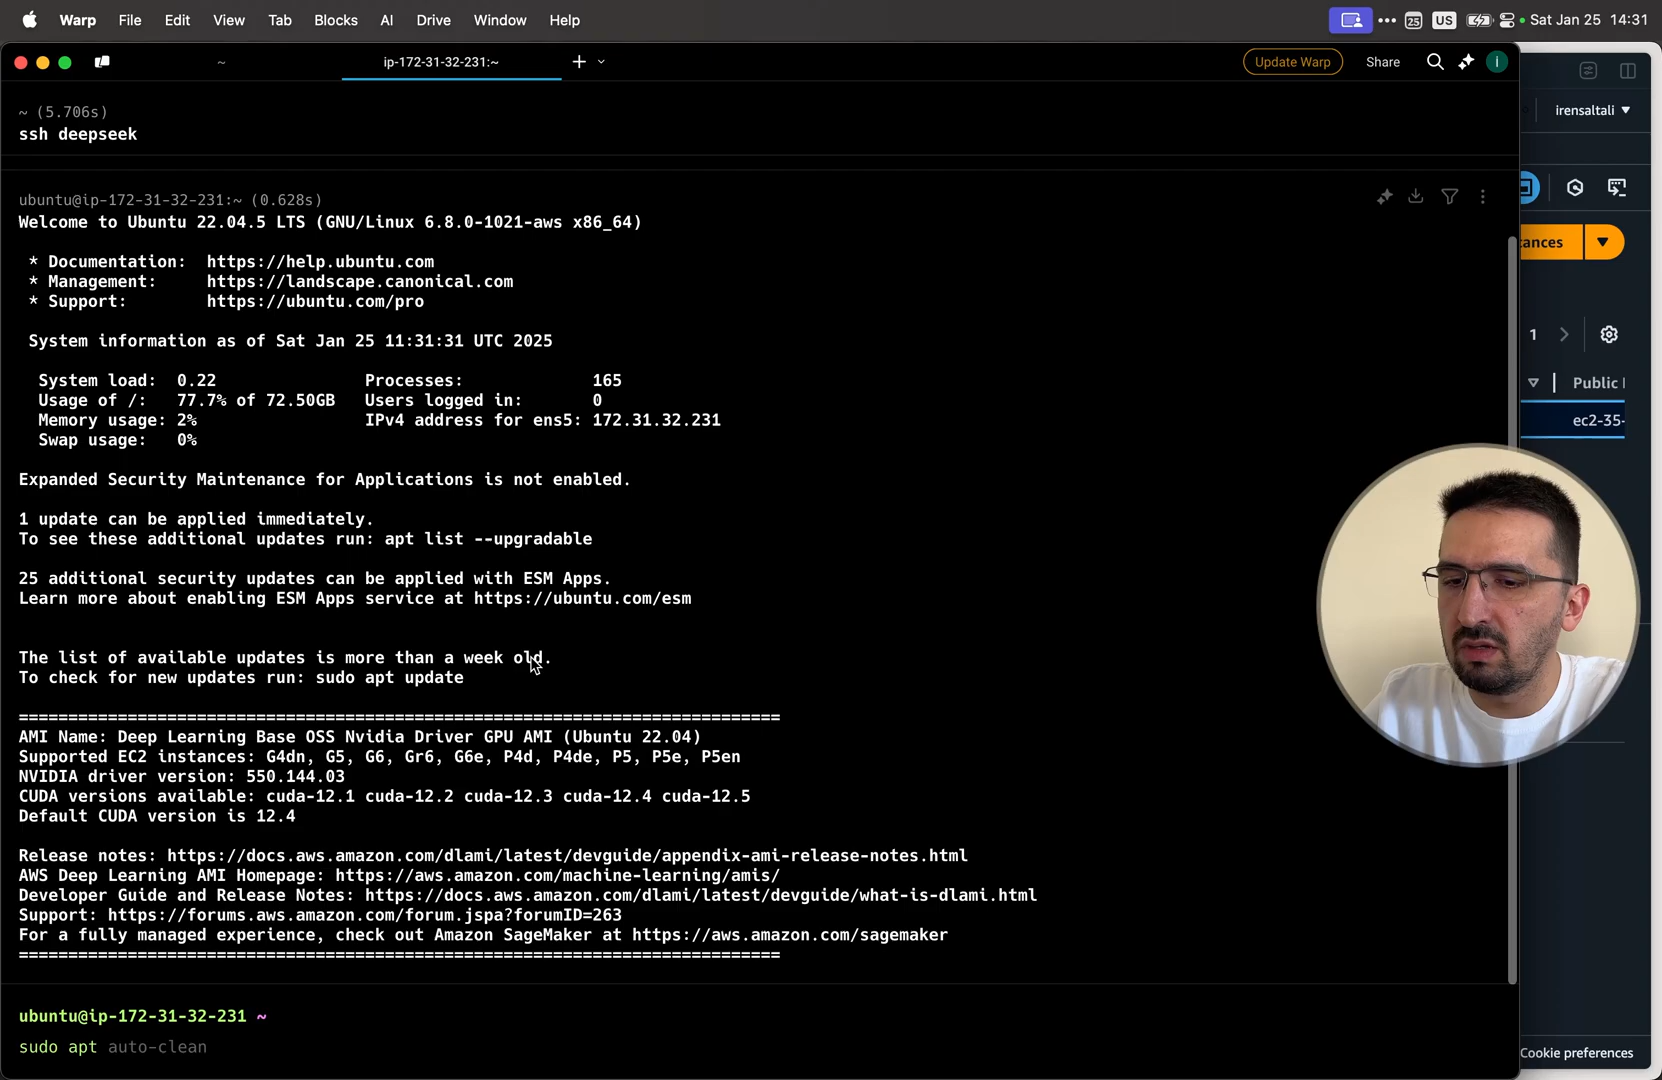 Warp File Edit View Tab Blocks AI Drive Window Help 25 US Sat Jan 25 14:31
~ ip-172-31-32-231:~ Update Warp Share i
~ (5.706s)
ssh deepseek
irensaltali
ubuntu@ip-172-31-32-231:~ (0.628s)
Welcome to Ubuntu 22.04.5 LTS (GNU/Linux 6.8.0-1021-aws x86_64)
ances
* Documentation: https://help.ubuntu.com
* Management: https://landscape.canonical.com
* Support: https://ubuntu.com/pro
1
System information as of Sat Jan 25 11:31:31 UTC 2025
System load: 0.22 Processes: 165
Public I
Usage of /: 77.7% of 72.50GB Users logged in: 0
Memory usage: 2% IPv4 address for ens5: 172.31.32.231
ec2-35-
Swap usage: 0%
Expanded Security Maintenance for Applications is not enabled.
1 update can be applied immediately.
To see these additional updates run: apt list --upgradable
25 additional security updates can be applied with ESM Apps.
Learn more about enabling ESM Apps service at https://ubuntu.com/esm
The list of available updates is more than a week old.
To check for new updates run: sudo apt update
=============================================================================
AMI Name: Deep Learning Base OSS Nvidia Driver GPU AMI (Ubuntu 22.04)
Supported EC2 instances: G4dn, G5, G6, Gr6, G6e, P4d, P4de, P5, P5e, P5en
NVIDIA driver version: 550.144.03
CUDA versions available: cuda-12.1 cuda-12.2 cuda-12.3 cuda-12.4 cuda-12.5
Default CUDA version is 12.4
Release notes: https://docs.aws.amazon.com/dlami/latest/devguide/appendix-ami-release-notes.html
AWS Deep Learning AMI Homepage: https://aws.amazon.com/machine-learning/amis/
Developer Guide and Release Notes: https://docs.aws.amazon.com/dlami/latest/devguide/what-is-dlami.html
Support: https://forums.aws.amazon.com/forum.jspa?forumID=263
For a fully managed experience, check out Amazon SageMaker at https://aws.amazon.com/sagemaker
=============================================================================
ubuntu@ip-172-31-32-231 ~
sudo apt auto-clean
Cookie preferences